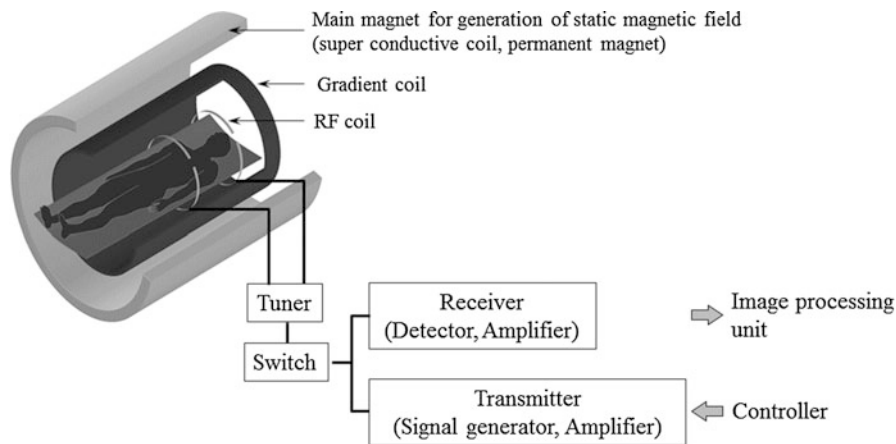 Main magnet for generation of static magnetic field
(super conductive coil, permanent magnet)
Gradient coil
RF coil
Tuner
Switch
Receiver
(Detector, Amplifier)
Image processing
unit
Transmitter
(Signal generator, Amplifier)
Controller